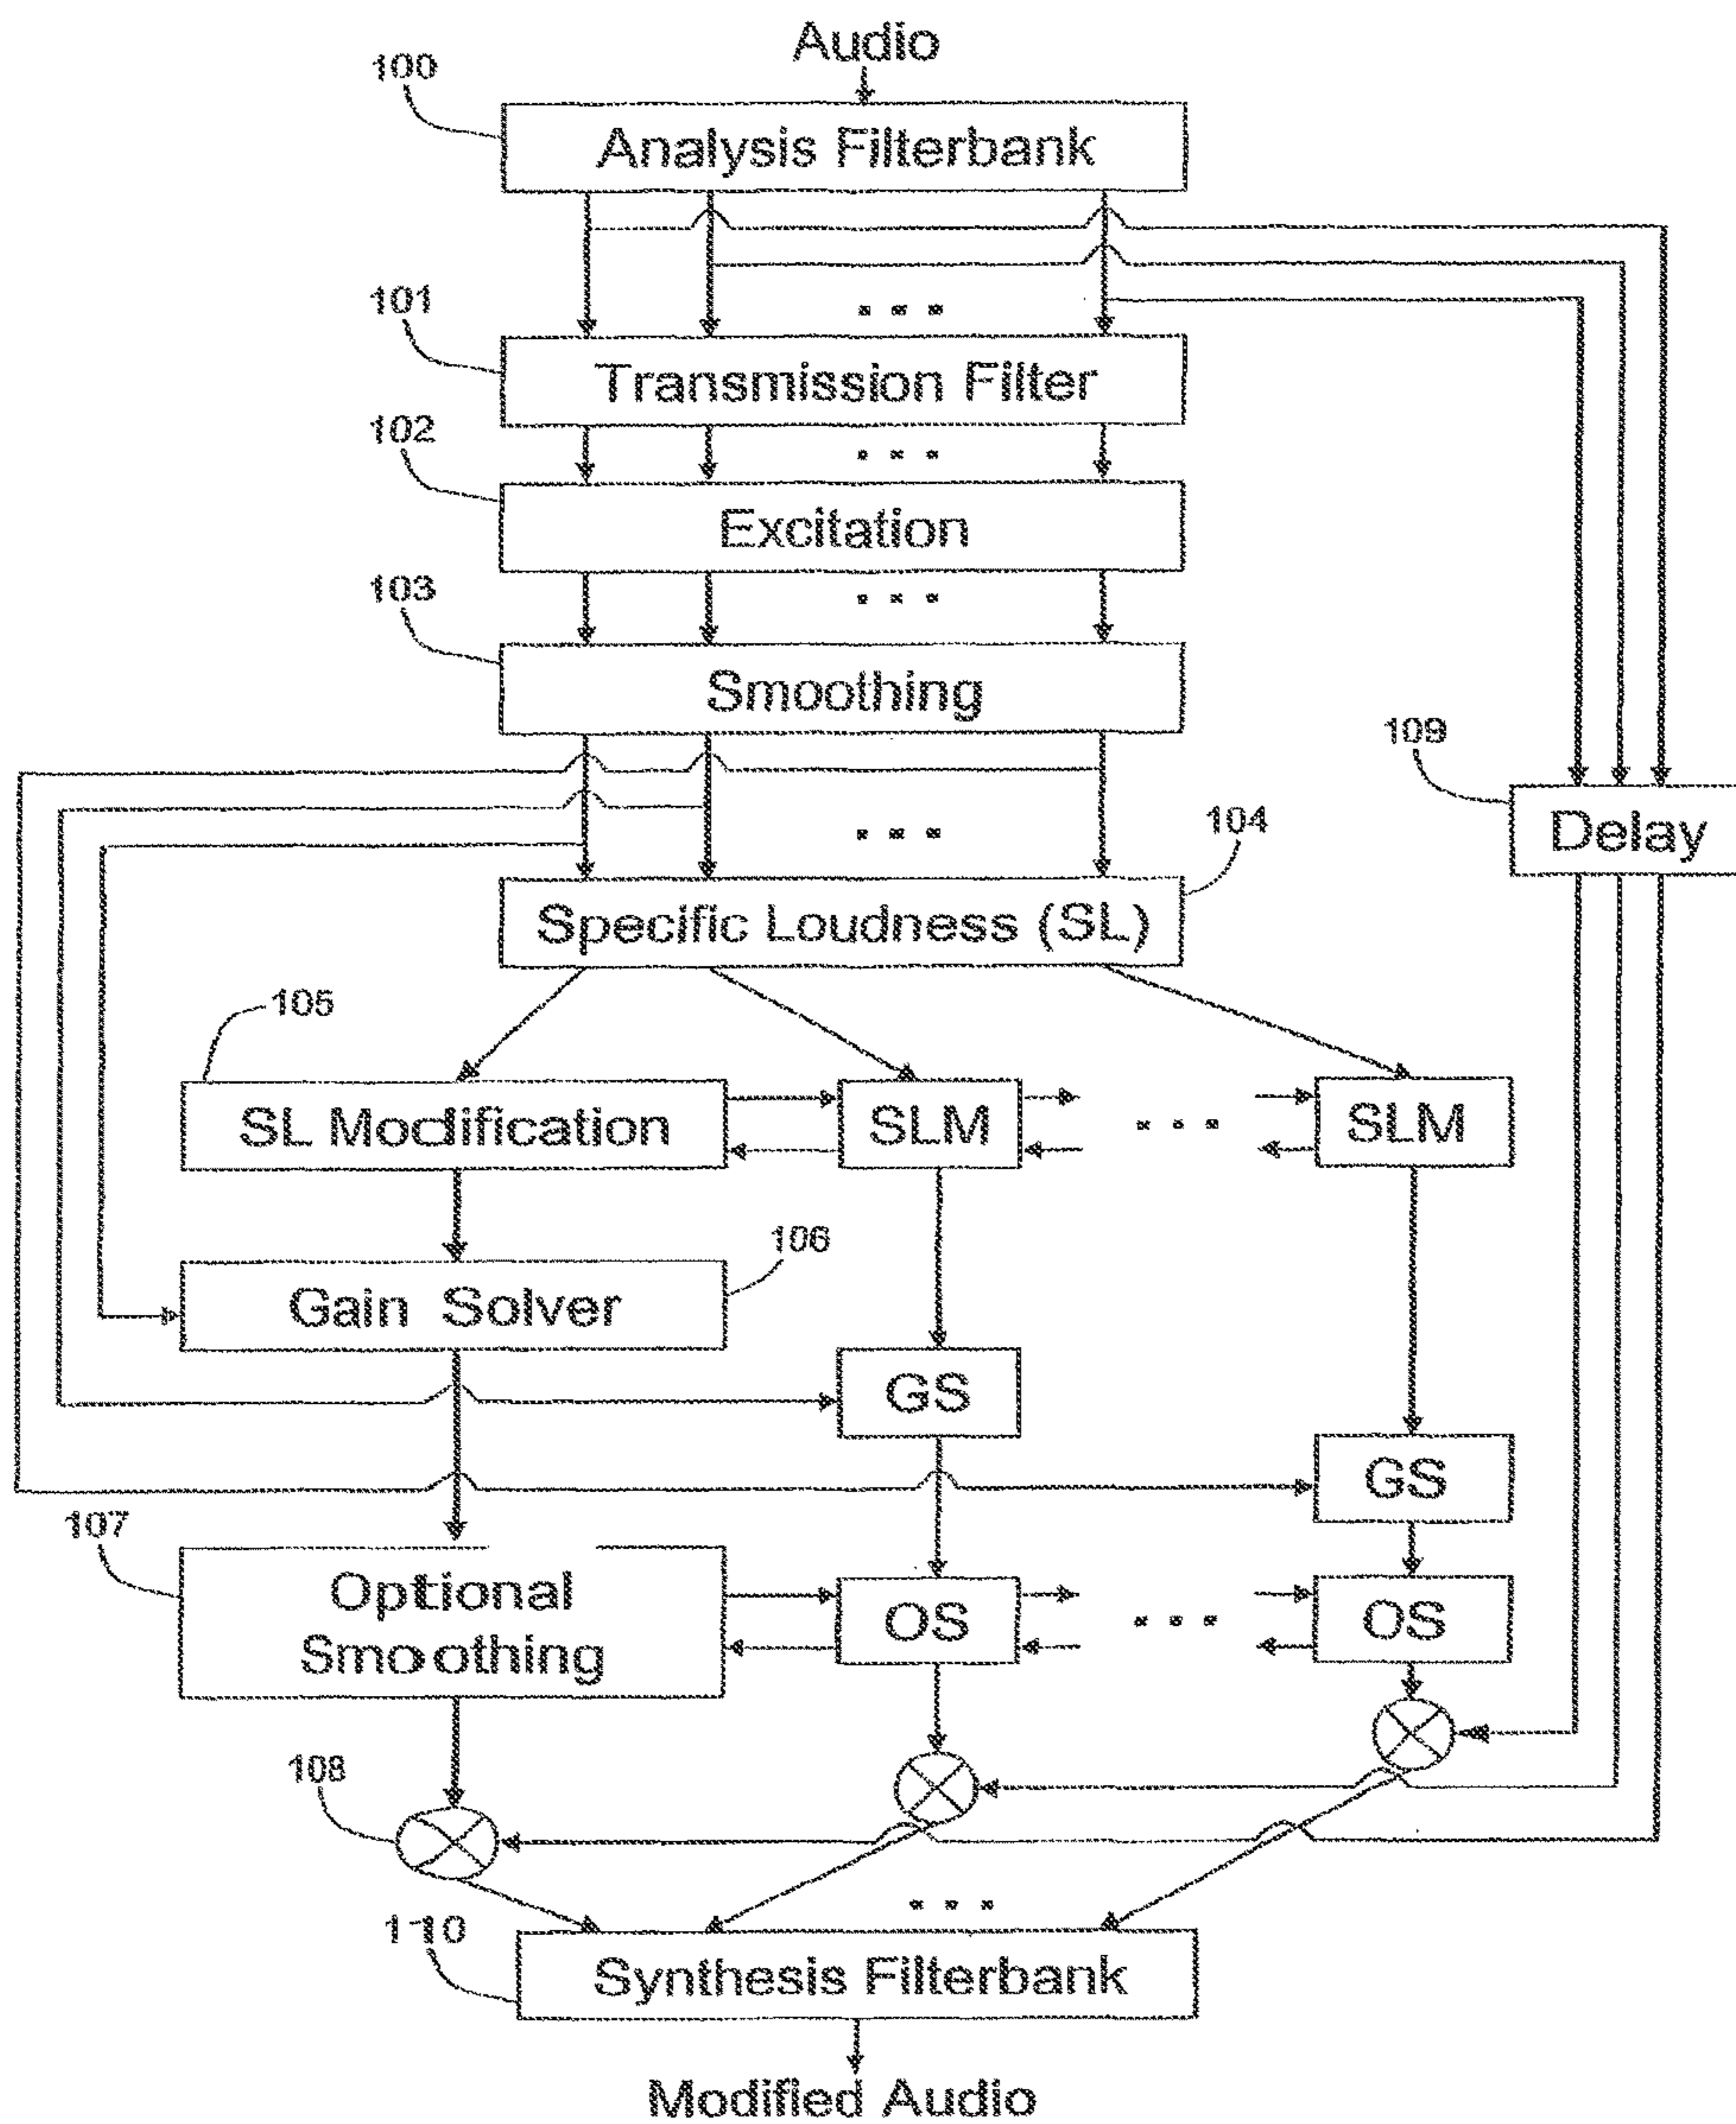 Audio
100
Analysis Filterbank
101
Transmission Filter
102
Excitation
103
Smoothing
109
Delay
104
Specific Loudness (SL)
105
SL Modification
SLM
SLM
106
Gain Solver
GS
GS
107
Optional
Smoothing
OS
OS
108
110
Synthesis Filterbank
Modified Audio